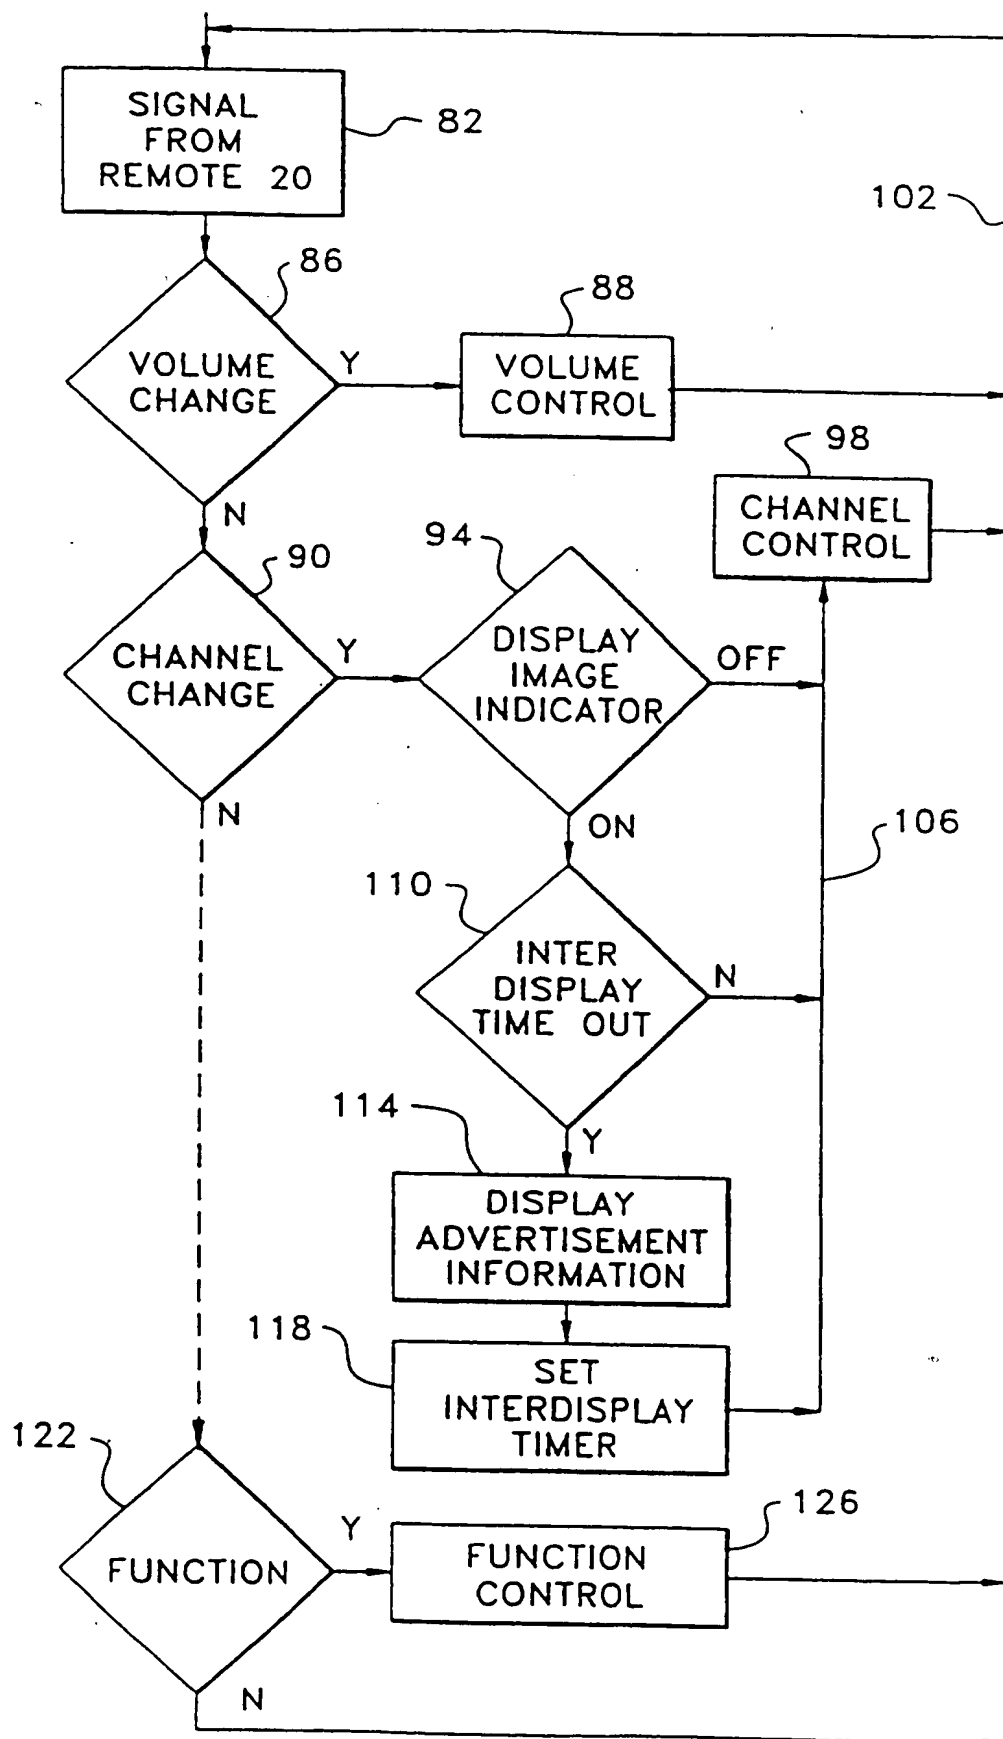 SIGNAL
FROM
REMOTE 20
82
102
86
VOLUME
CHANGE
Y
88
VOLUME
CONTROL
N
98
CHANNEL
CONTROL
90
CHANNEL
CHANGE
Y
94
DISPLAY
IMAGE
INDICATOR
OFF
N
ON
106
110
INTER
DISPLAY
TIME OUT
N
Y
114
DISPLAY
ADVERTISEMENT
INFORMATION
118
SET
INTERDISPLAY
TIMER
122
FUNCTION
Y
126
FUNCTION
CONTROL
N